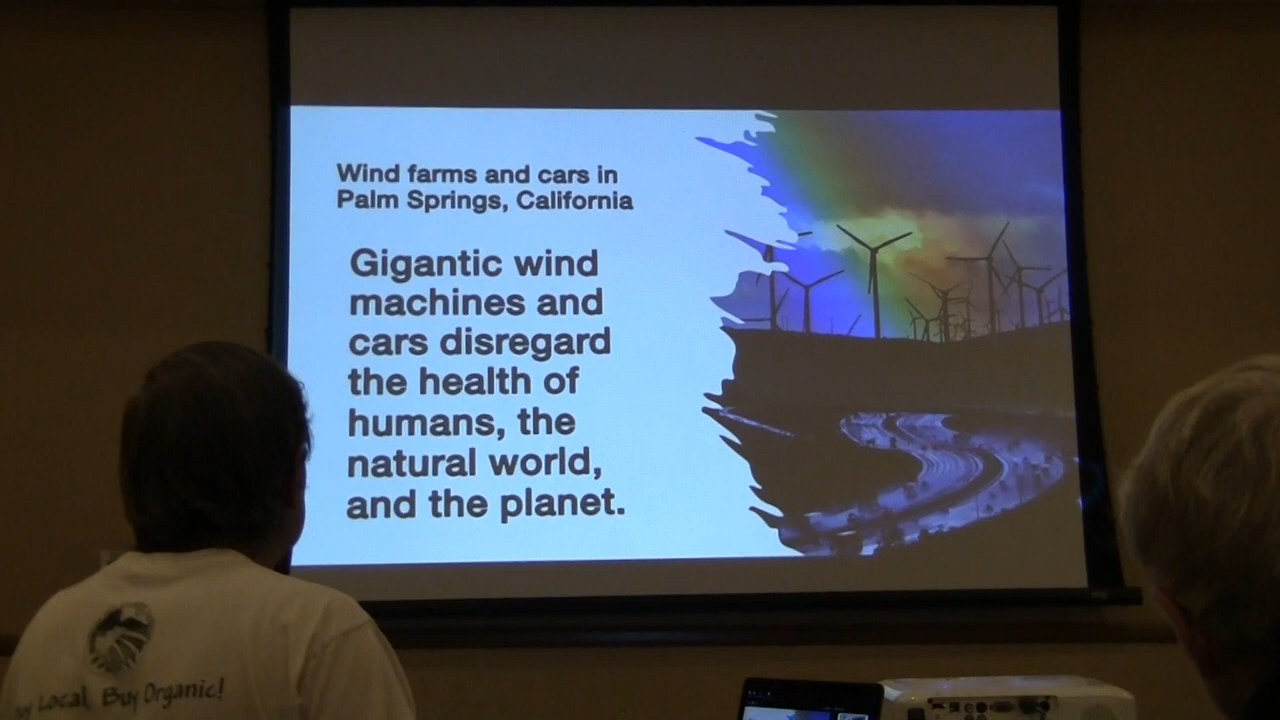 Wind farms and cars in
Palm Springs, California
Gigantic wind
machines and
cars disregard
the health of
humans, the
natural world,
and the planet.
Local, Buy Organic!